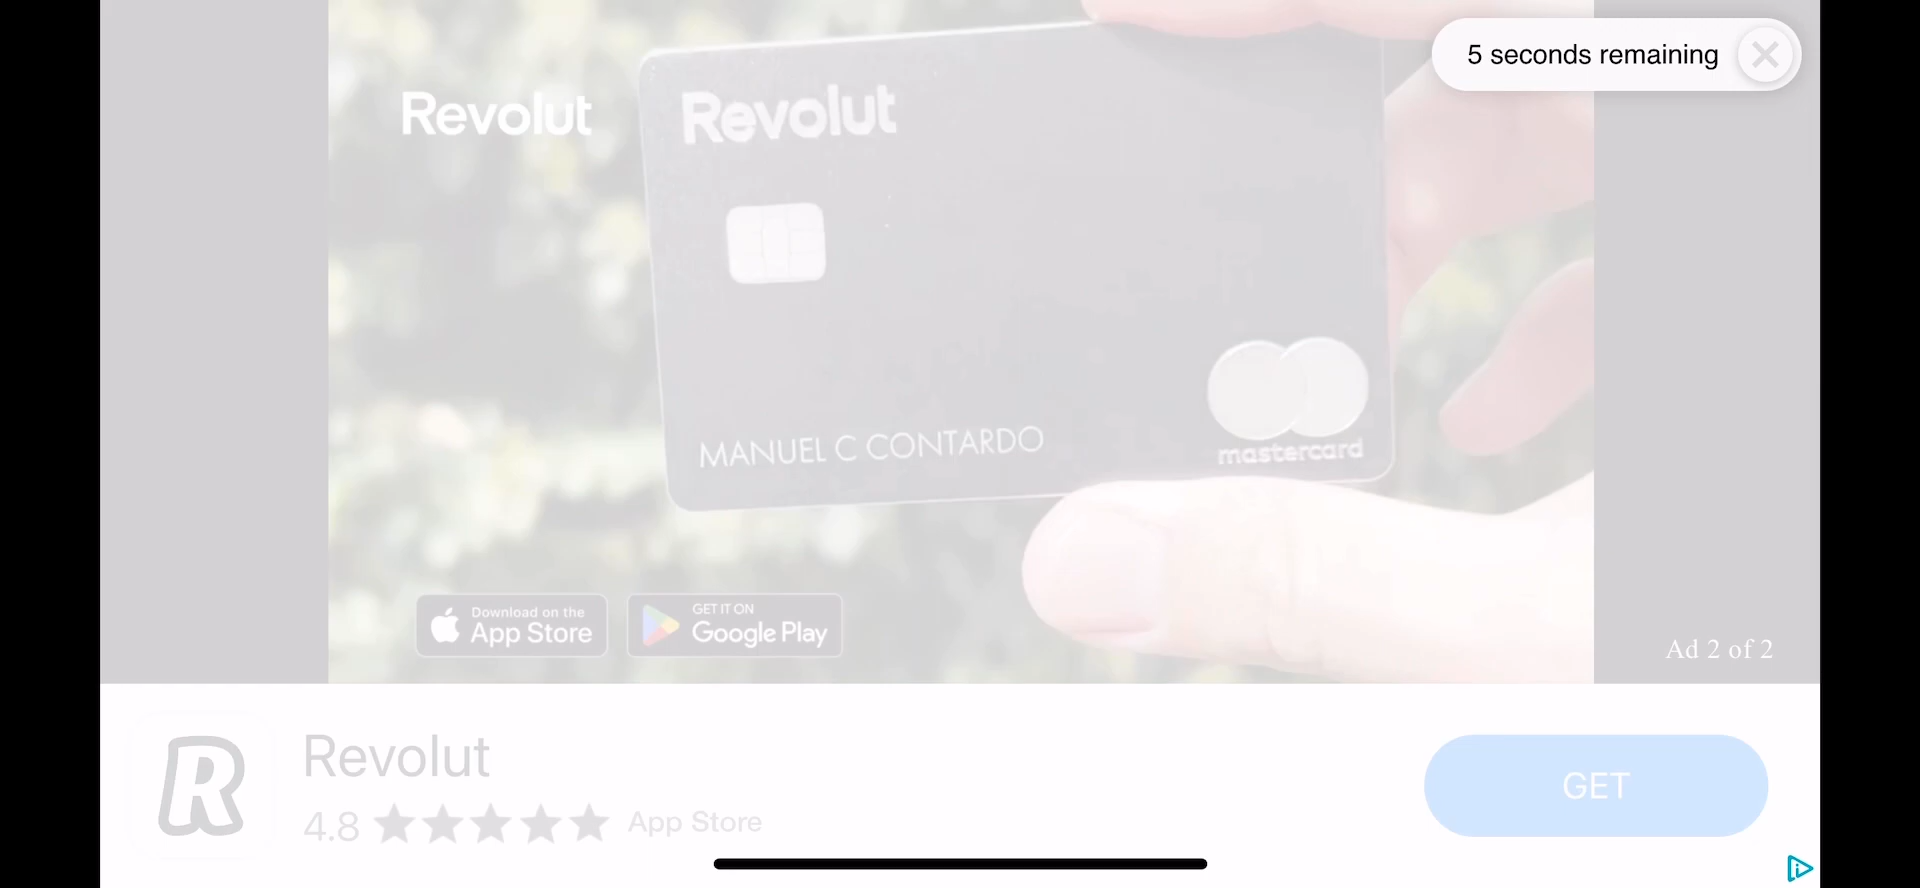 5 seconds remaining
Revolut
Revolut
MANUEL C CONTARDO
mastercard
Download on the
App Store
GET IT ON
Google Play
Ad 2 of 2
R
Revolut
4.8 ★★★★★ App Store
GET